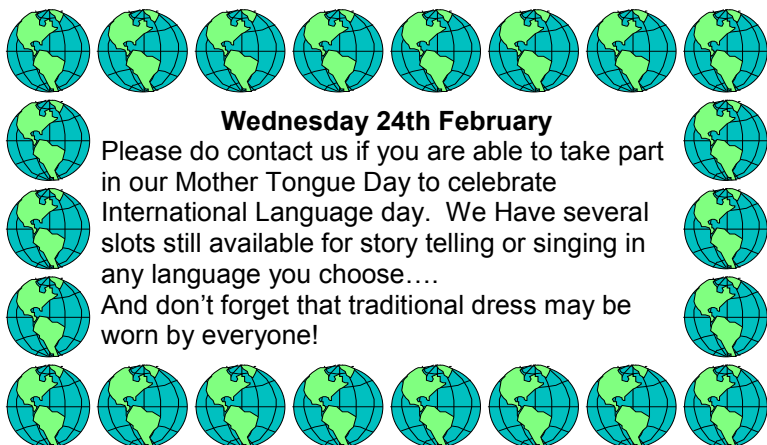 Wednesday 24th February
Please do contact us if you are able to take part
in our Mother Tongue Day to celebrate
International Language day.  We Have several
slots still available for story telling or singing in
any language you choose….
And don’t forget that traditional dress may be
worn by everyone!